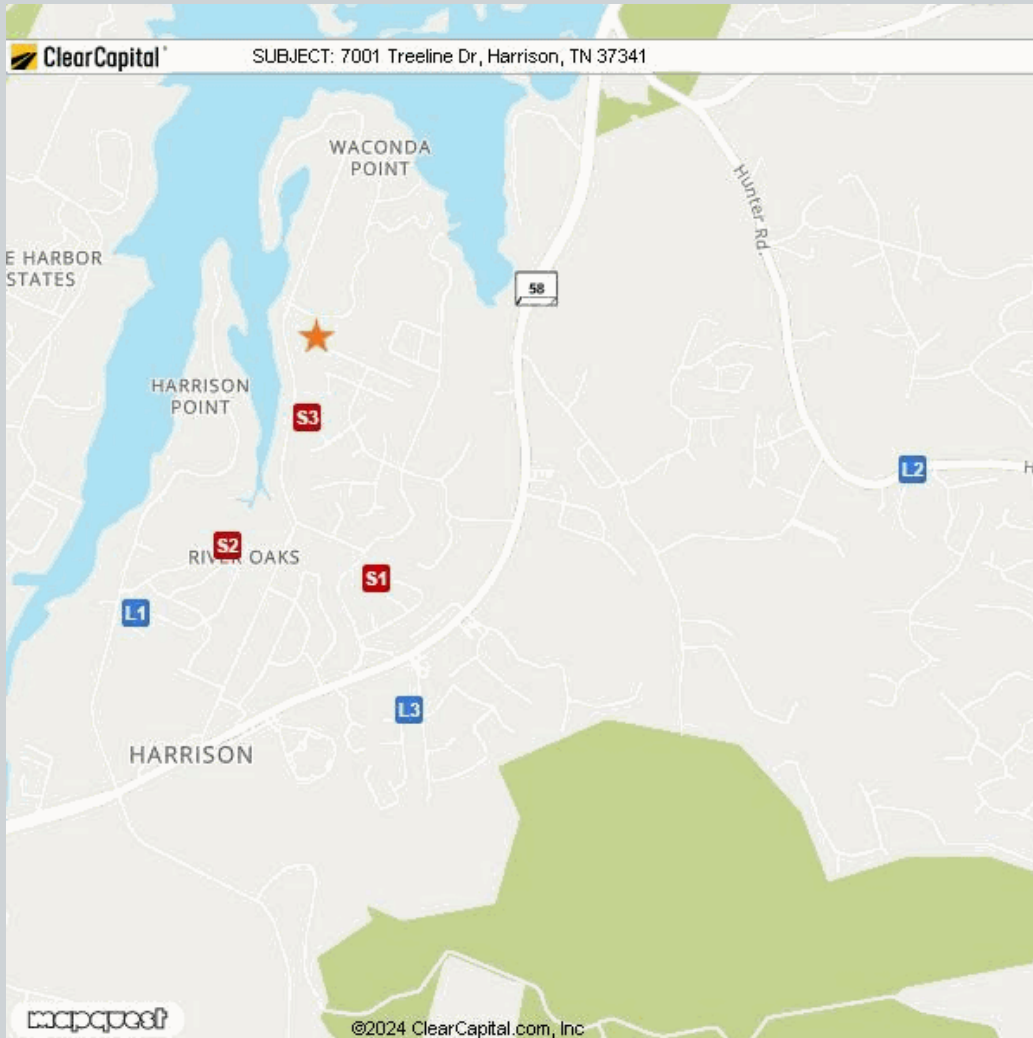 ClearCapital
SUBJECT: 7001 Treeline Dr, Harrison, TN 37341
WACONDA
POINT
Hunter Rd.
E HARBOR
STATES
58
HARRISON
POINT
S3
L2
H
S2
RIVER OAKS
S1
L1
L3
HARRISON
mapquest
©2024 ClearCapital.com, Inc